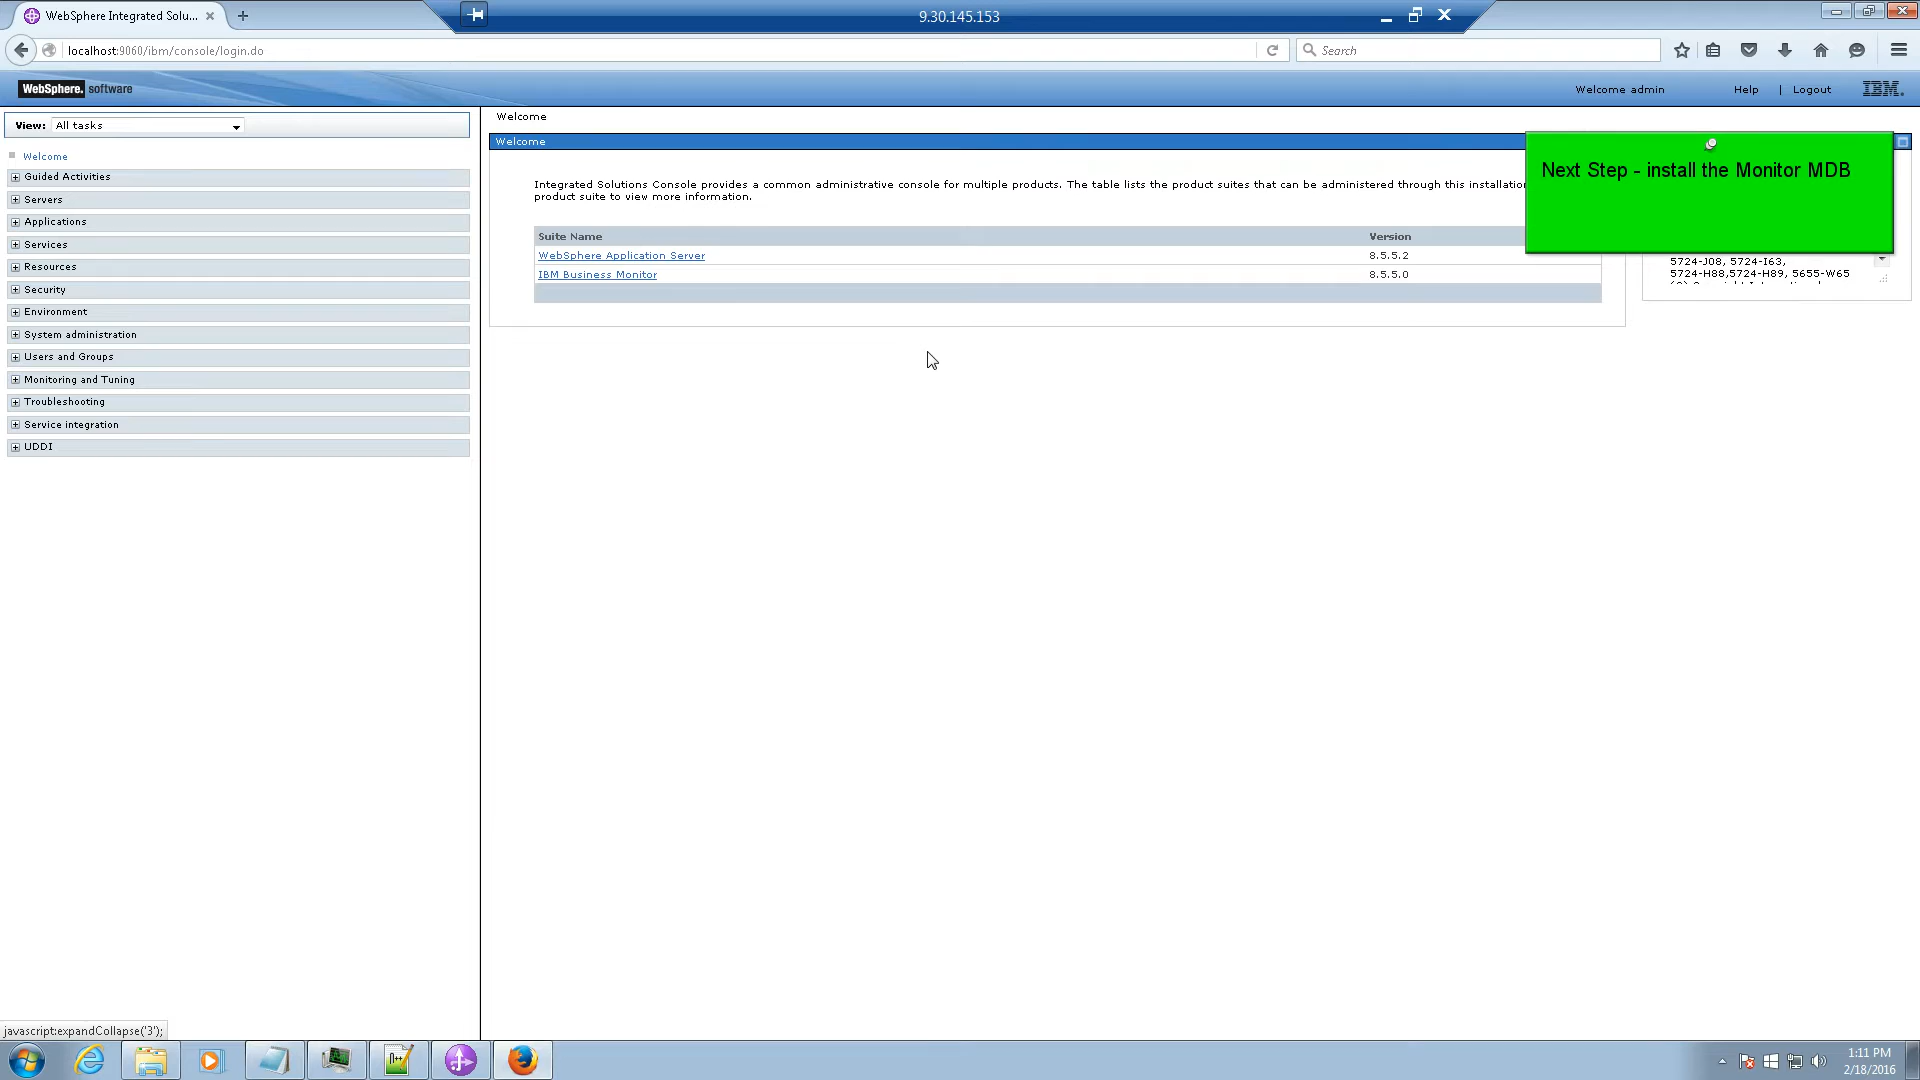 WebSphere Integrated Solu...
9.30.145.153
localhost:9060/ibm/console/login.do
Search
WebSphere. software
Welcome admin
Help
|
Logout
IBM.
View: All tasks
Welcome
Guided Activities
Servers
Applications
Services
Resources
Security
Environment
System administration
Users and Groups
Monitoring and Tuning
Troubleshooting
Service integration
UDDI
Welcome
Welcome
Integrated Solutions Console provides a common administrative console for multiple products. The table lists the product suites that can be administered through this installation
product suite to view more information.
Suite Name Version
WebSphere Application Server 8.5.5.2
IBM Business Monitor 8.5.5.0
Next Step - install the Monitor MDB
5724-J08, 5724-I63,
5724-H88,5724-H89, 5655-W65
javascript:expandCollapse('3');
1:11 PM
2/18/2016